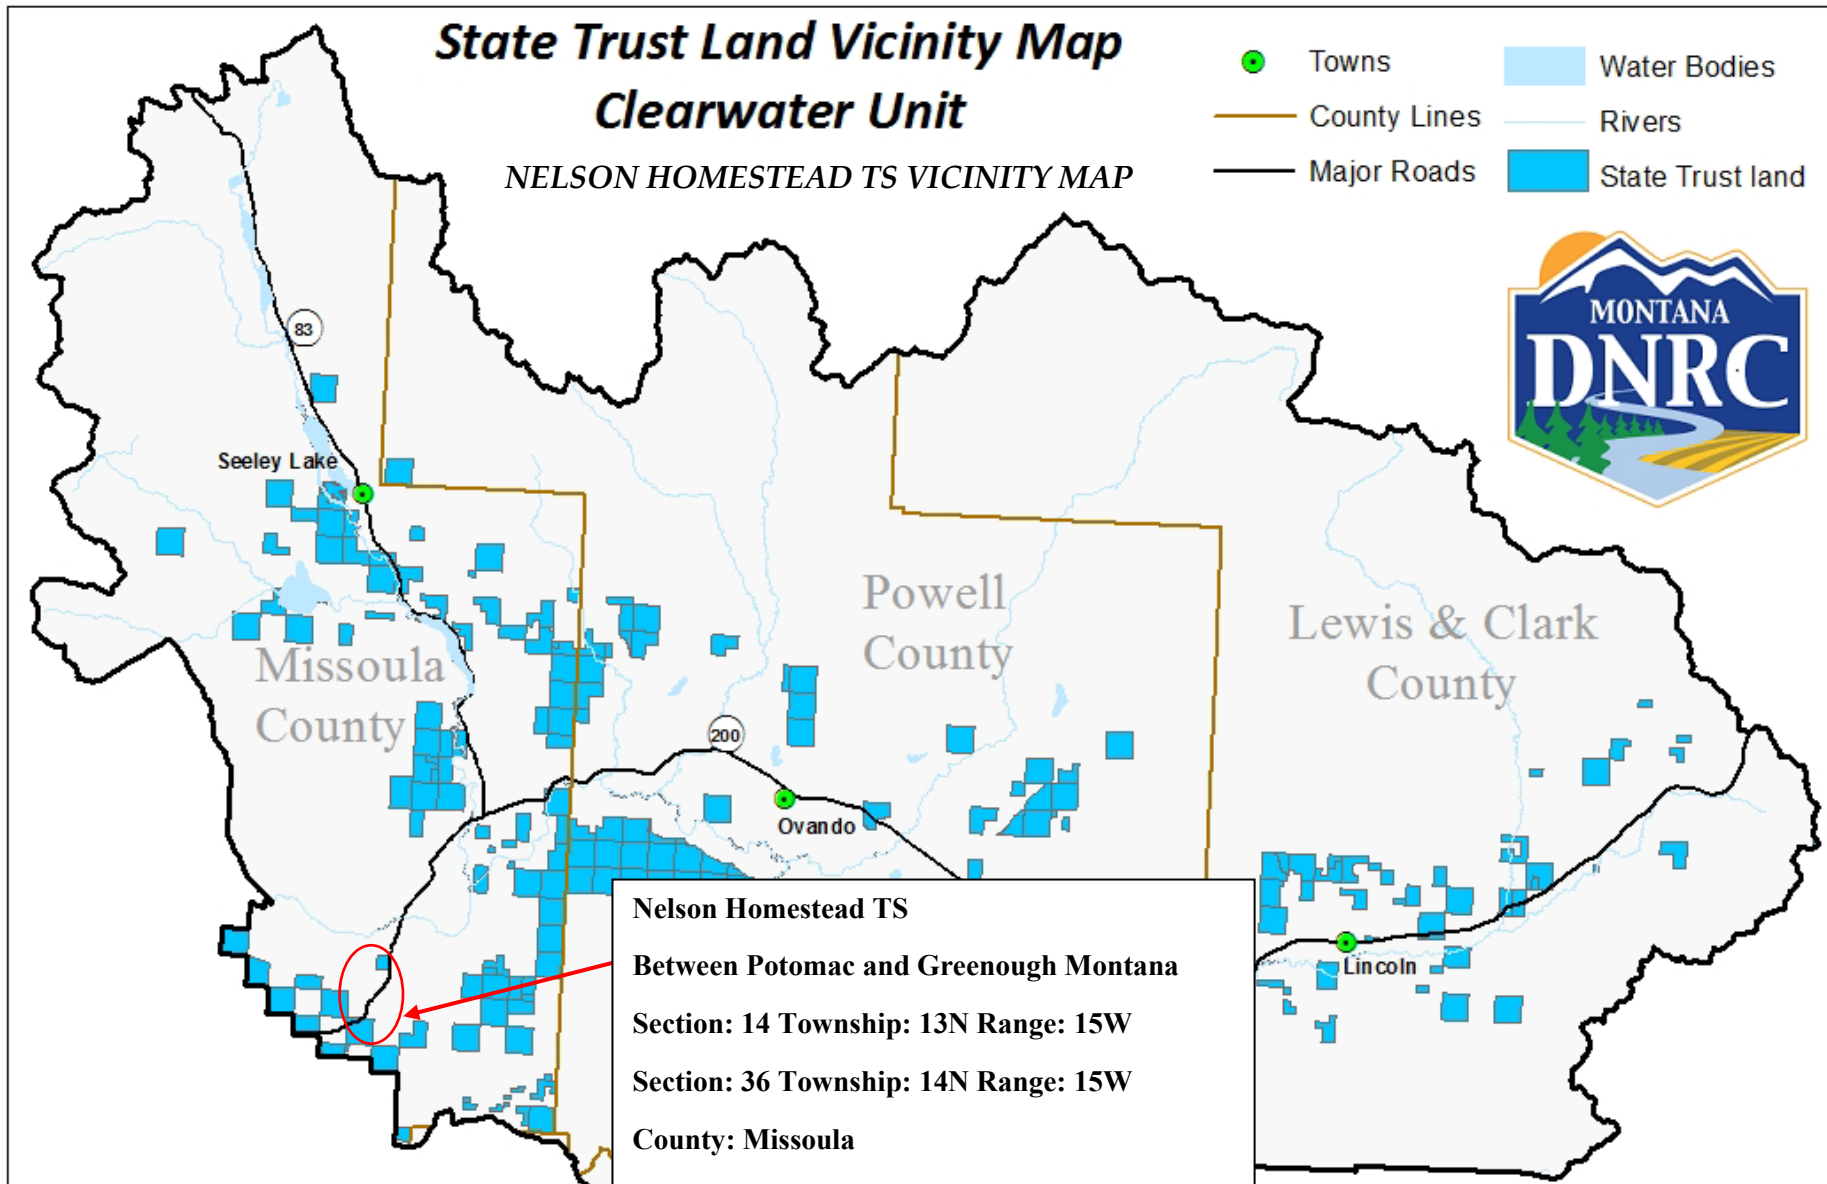 State Trust Land Vicinity Map
Clearwater Unit
NELSON HOMESTEAD TS VICINITY MAP
Towns
County Lines
Major Roads
Water Bodies
Rivers
State Trust land
MONTANA
DNRC
83
Seeley Lake
Powell
County
Lewis & Clark
County
Missoula
County
200
Ovando
Lincoln
Nelson Homestead TS
Between Potomac and Greenough Montana
Section: 14 Township: 13N Range: 15W
Section: 36 Township: 14N Range: 15W
County: Missoula